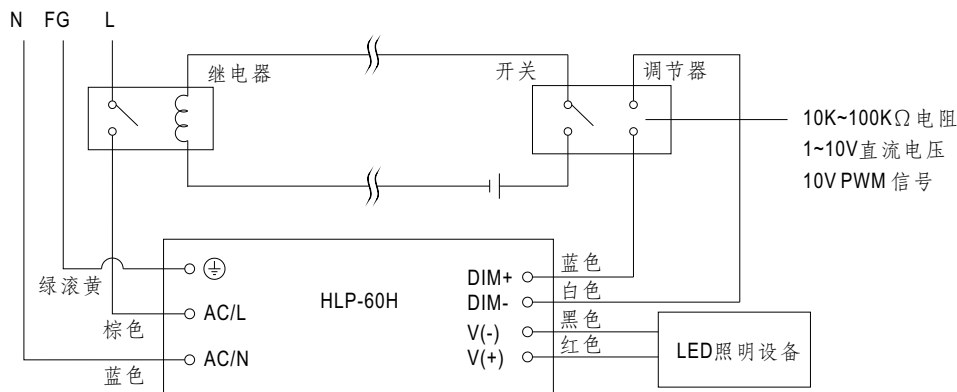 N FG L
继电器
开关
调节器
10K~100KΩ电阻
1~10V直流电压
10V PWM 信号
绿滚黄
棕色
AC/L
蓝色
AC/N
HLP-60H
DIM+
蓝色
DIM-
白色
V(-)
黑色
V(+)
红色
LED照明设备